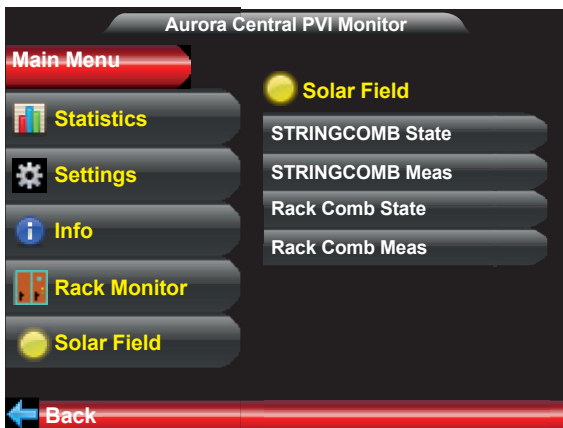 Aurora Central PVI Monitor
Main Menu
Statistics
Settings
Info
Rack Monitor
Solar Field
Solar Field
STRINGCOMB State
STRINGCOMB Meas
Rack Comb State
Rack Comb Meas
Back